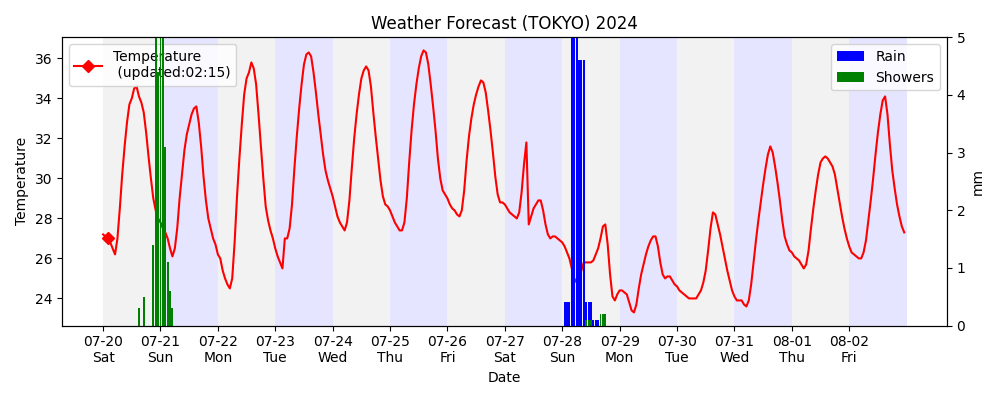 Weather Forecast (TOKYO) 2024
Temperature
(updated:02:15)
Rain
Showers
Temperature
36
34
32
30
28
26
24
5
4
3
2
1
0
mm
07-20 07-21 07-22 07-23 07-24 07-25 07-26 07-27 07-28 07-29 07-30 07-31 08-01 08-02
Sat Sun Mon Tue Wed Thu Fri Sat Sun Mon Tue Wed Thu Fri
Date